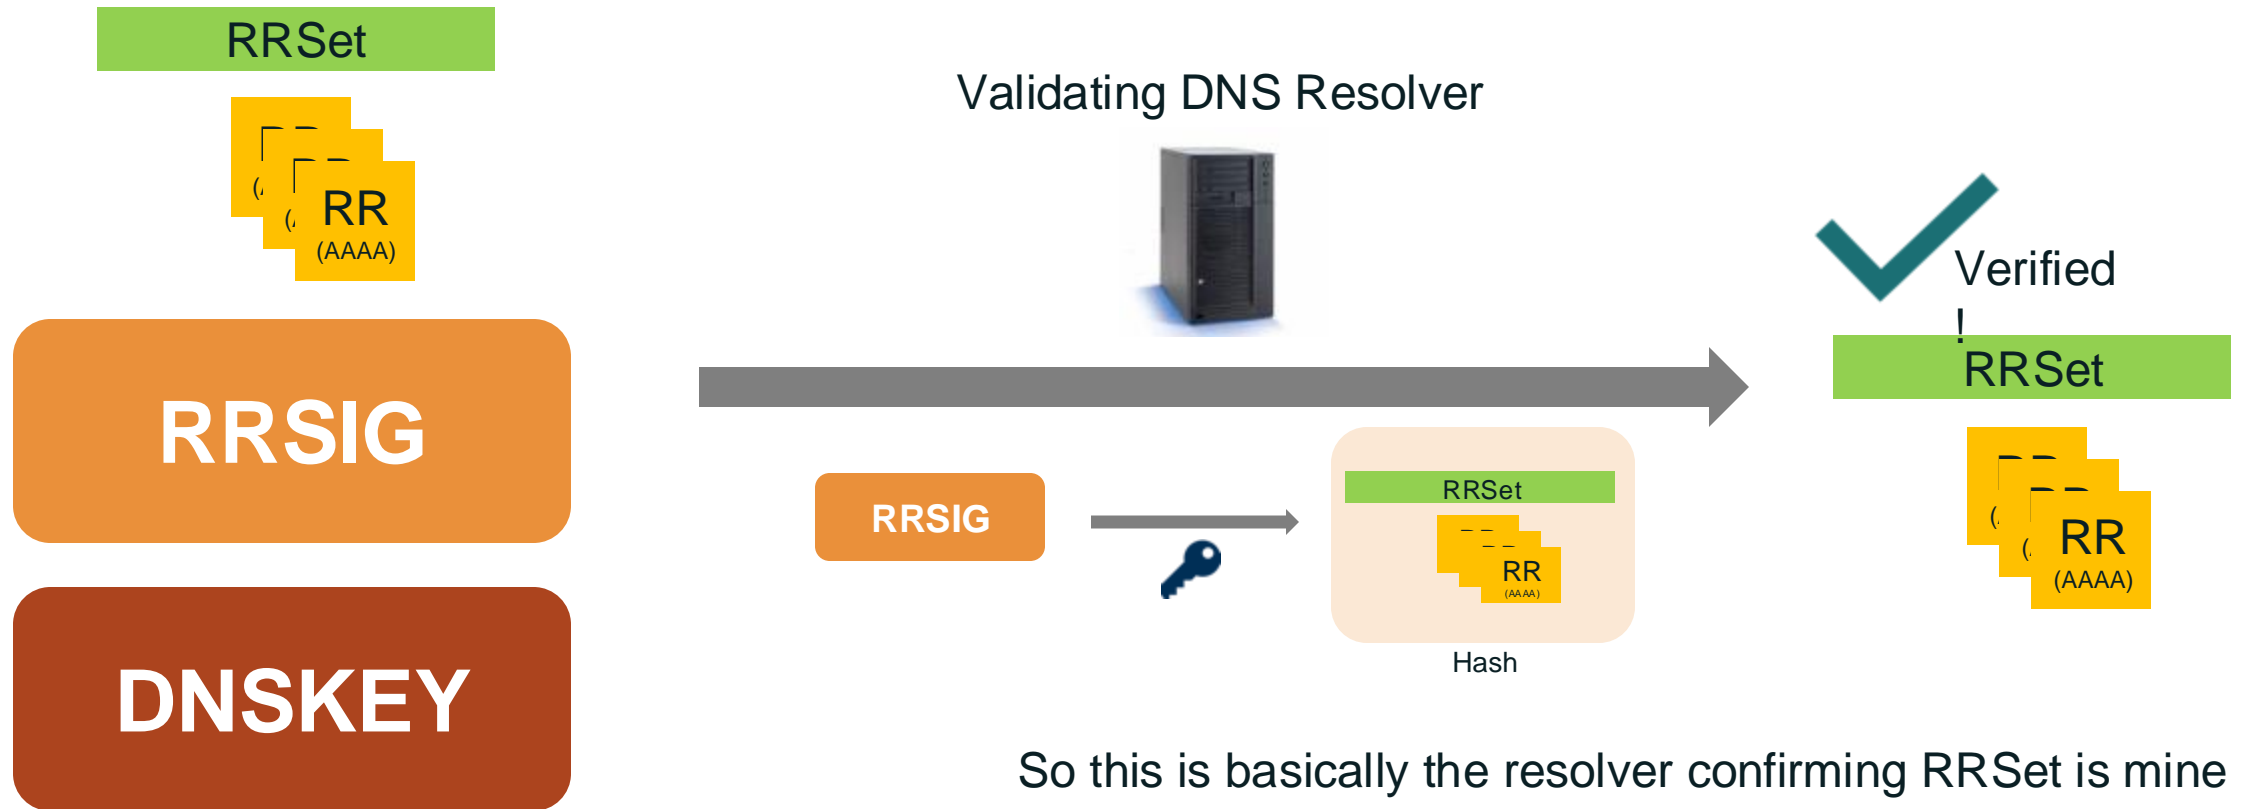 RRSet
RR
(AAAA)
RRSIG
DNSKEY
Validating DNS Resolver
RRSIG
RRSet
RR
(AAAA)
Hash
Verified
!
RRSet
RR
(AAAA)
So this is basically the resolver confirming RRSet is mine